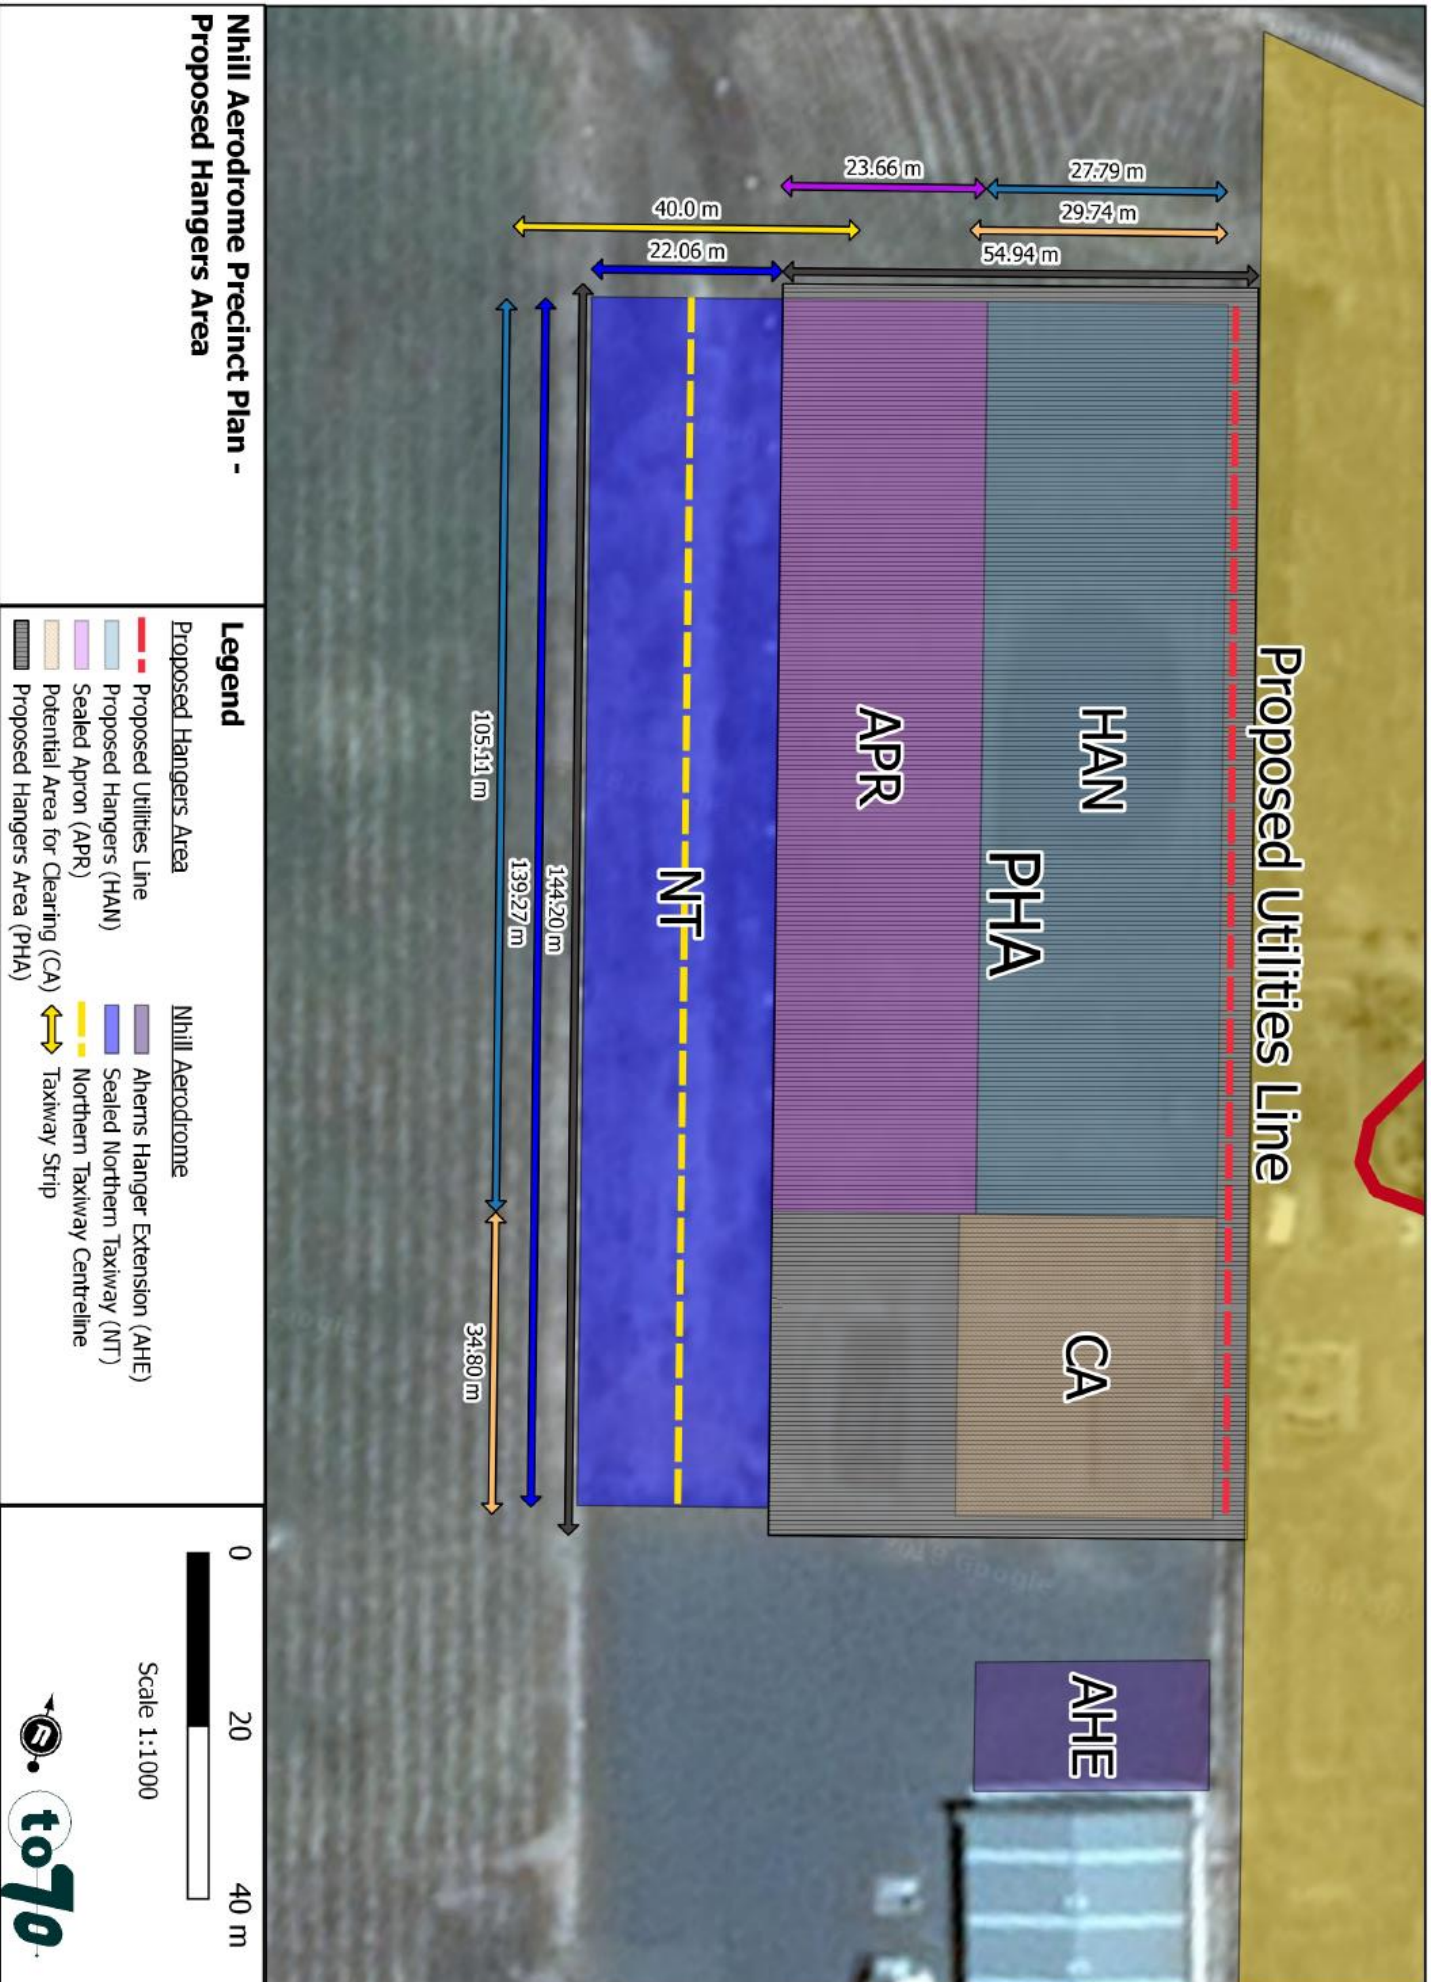 Proposed Utilities Line
27.79 m
23.66 m
29.74 m
40.0 m
54.94 m
22.06 m
HAN
PHA
APR
CA
AHE
NT
144.20 m
139.27 m
105.11 m
34.80 m
Nhill Aerodrome Precinct Plan -
Proposed Hangers Area
Legend
Proposed Hangers Area
Proposed Utilities Line
Proposed Hangers (HAN)
Sealed Apron (APR)
Potential Area for Clearing (CA)
Proposed Hangers Area (PHA)
Nhill Aerodrome
Aherns Hanger Extension (AHE)
Sealed Northern Taxiway (NT)
Northern Taxiway Centreline
Taxiway Strip
0 20 40 m
Scale 1:1000
n
to70